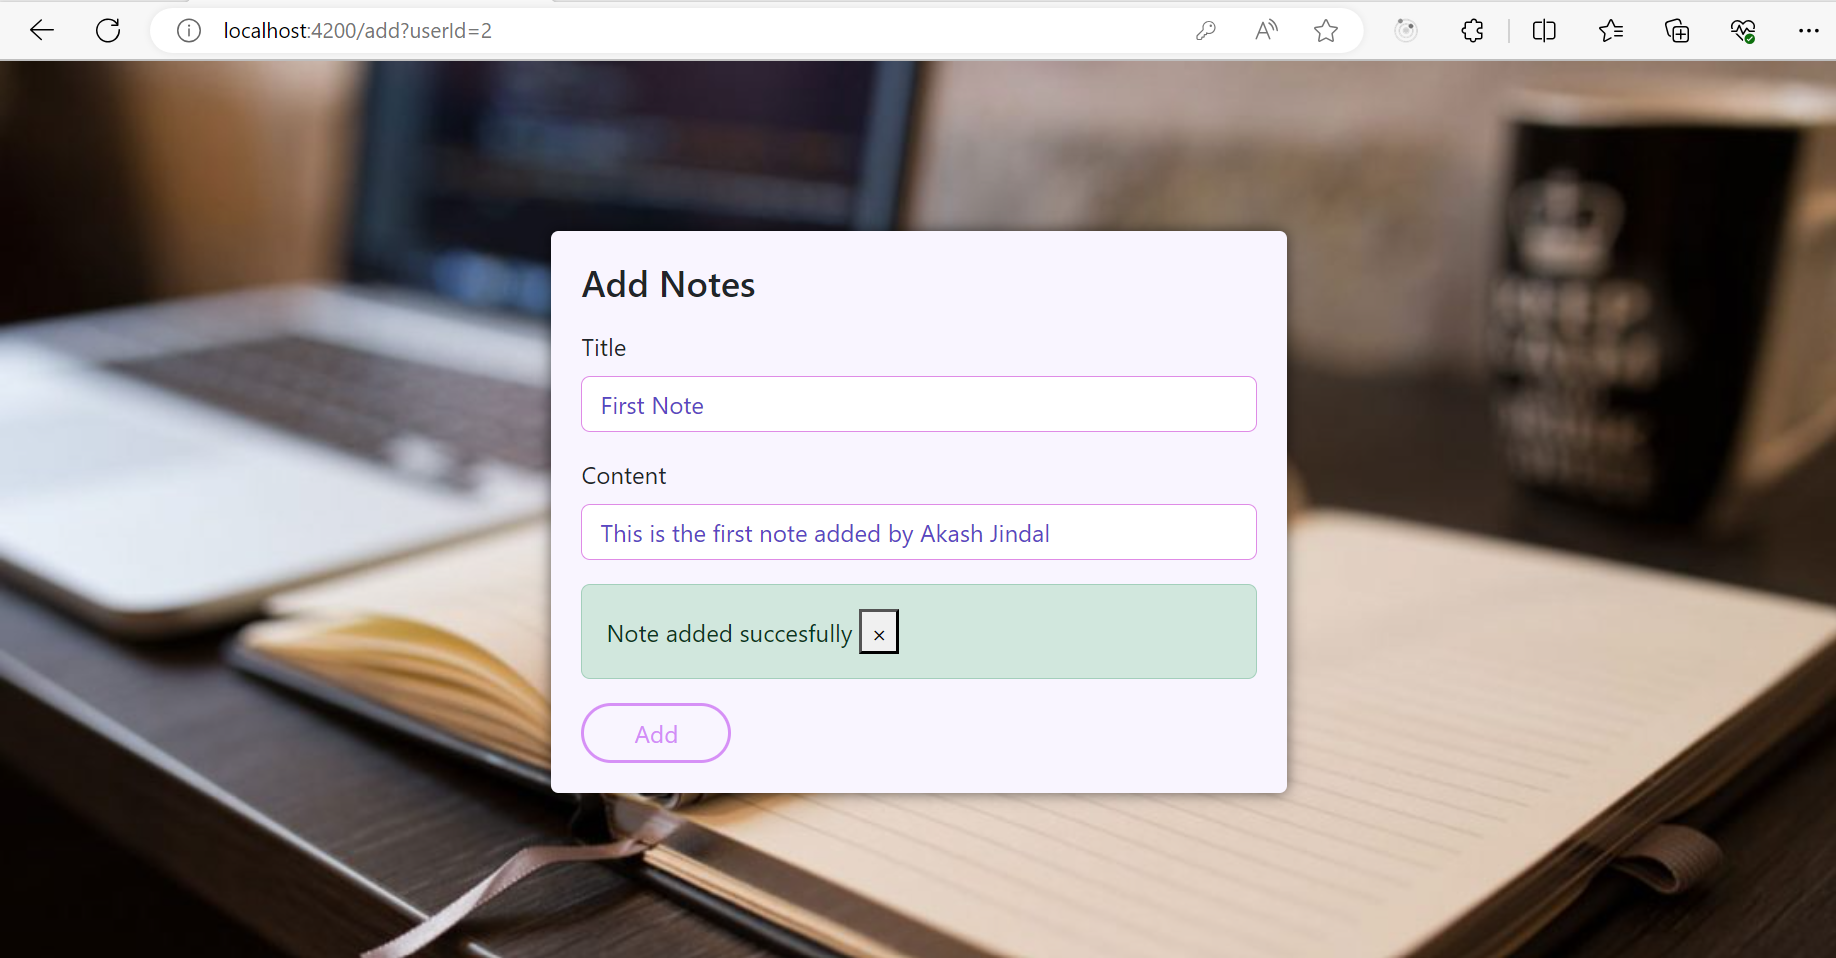 localhost:4200/add?userId=2
Add Notes
Title
First Note
Content
This is the first note added by Akash Jindal
Note added succesfully ×
Add